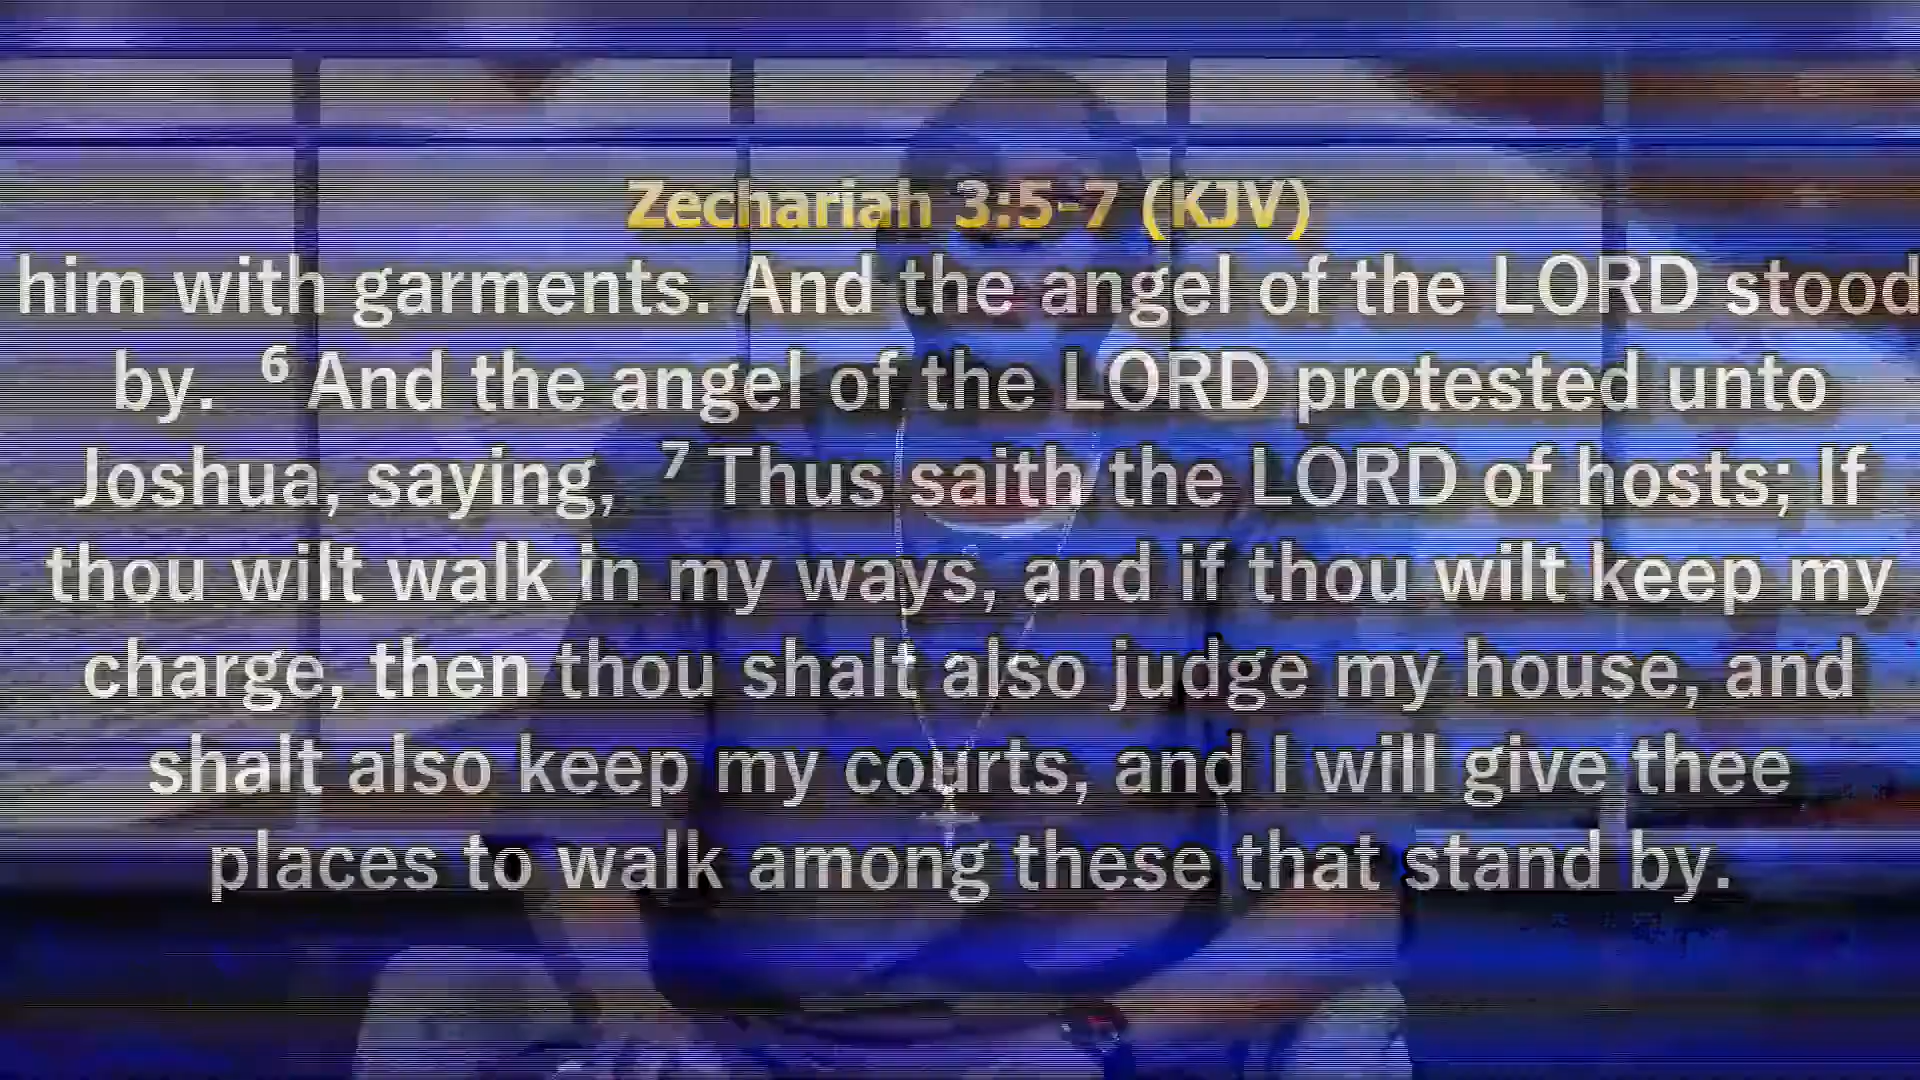 Zechariah 3:5-7 (KJV)
him with garments. And the angel of the LORD stood
by. 6 And the angel of the LORD protested unto
Joshua, saying, 7 Thus saith the LORD of hosts; If
thou wilt walk in my ways, and if thou wilt keep my
charge, then thou shalt also judge my house, and
shalt also keep my courts, and I will give thee
places to walk among these that stand by.